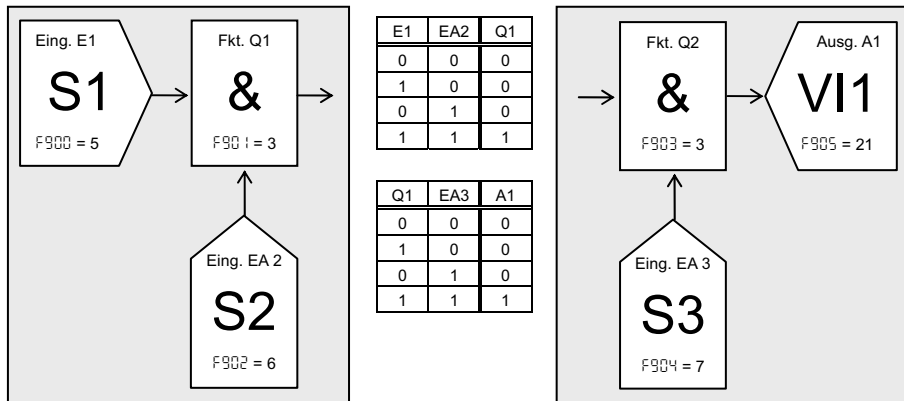 Eing. E1
S1
F900 = 5
Fkt. Q1
&
F901 = 3
Eing. EA 2
S2
F902 = 6
E1 EA2 Q1
0 0 0
1 0 0
0 1 0
1 1 1
Q1 EA3 A1
0 0 0
1 0 0
0 1 0
1 1 1
Fkt. Q2
&
F903 = 3
Ausg. A1
VI1
F905 = 21
Eing. EA 3
S3
F904 = 7